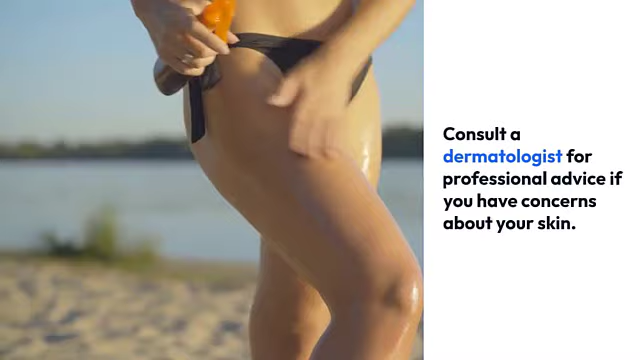 Consult a
dermatologist for
professional advice if
you have concerns
about your skin.